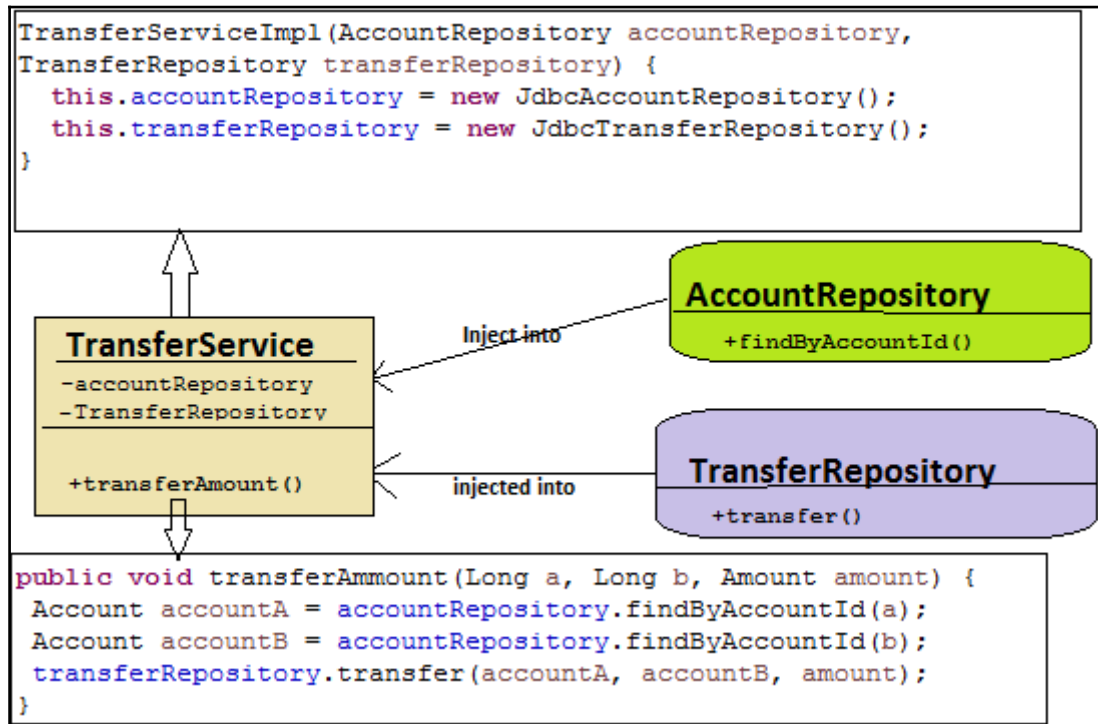 TransferServiceImpl(AccountRepository accountRepository,
TransferRepository transferRepository) {
this.accountRepository = new JdbcAccountRepository();
this.transferRepository = new JdbcTransferRepository();
}
TransferService
-accountRepository
-TransferRepository
+transferAmount()
Inject into
AccountRepository
+findByAccountId()
injected into
TransferRepository
+transfer()
public void transferAmmount(Long a, Long b, Amount amount) {
Account accountA = accountRepository.findByAccountId(a);
Account accountB = accountRepository.findByAccountId(b);
transferRepository.transfer(accountA, accountB, amount);
}